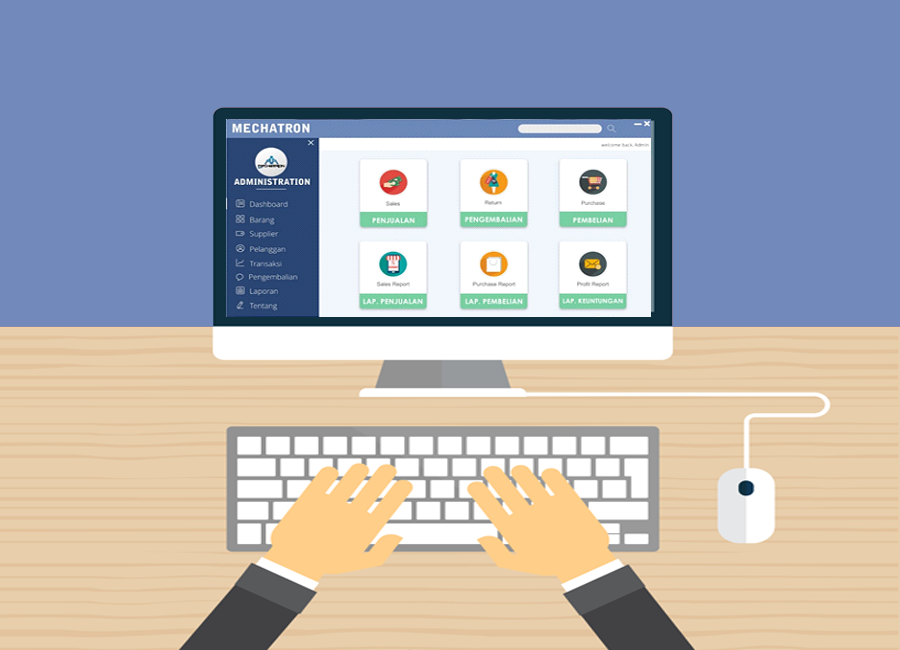 MECHATRON
welcome back, Admin
ADMINISTRATION
Dashboard
Barang
Supplier
Pelanggan
Transaksi
Pengembalian
Laporan
Tentang
Sales
PENJUALAN
Return
PENGEMBALIAN
Purchase
PEMBELIAN
Sales Report
LAP. PENJUALAN
Purchase Report
LAP. PEMBELIAN
Profit Report
LAP. KEUNTUNGAN